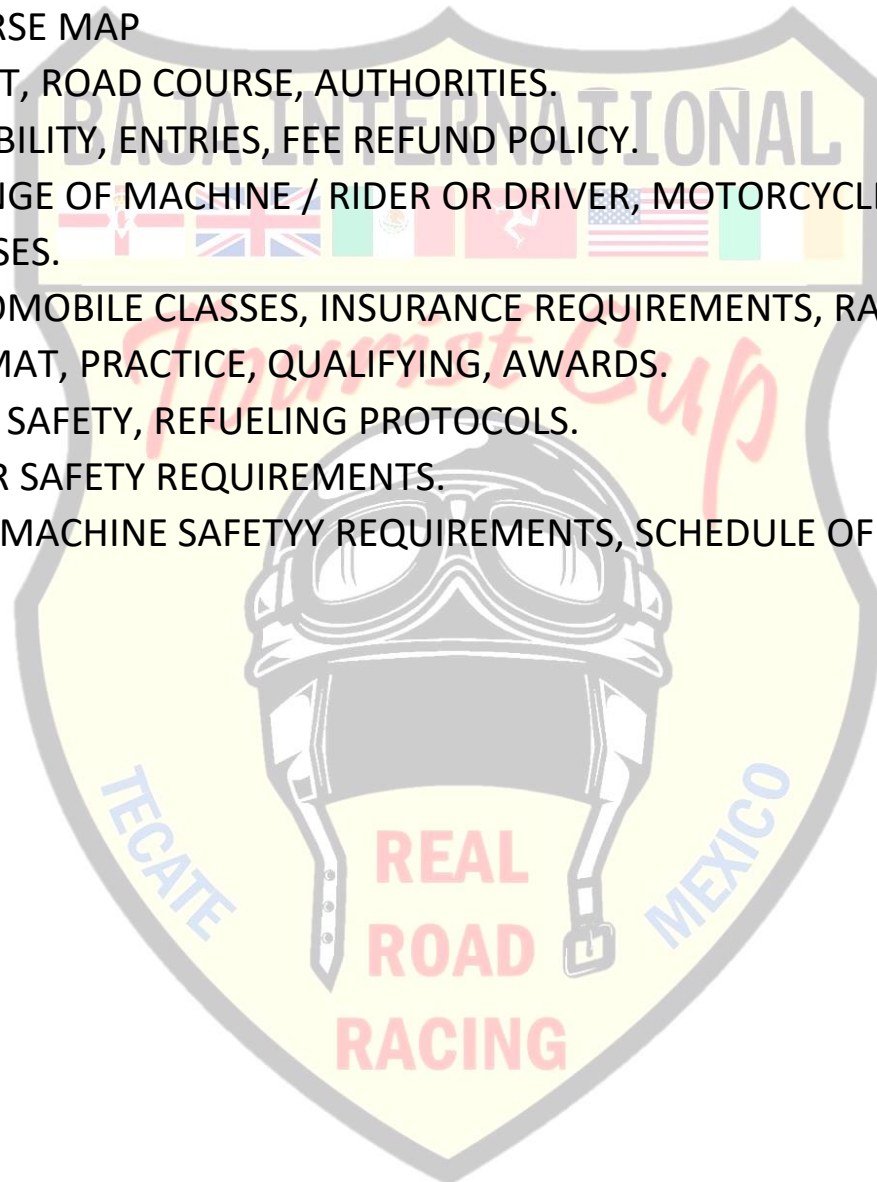 RSE MAP
T, ROAD COURSE, AUTHORITIES.
BILITY, ENTRIES, FEE REFUND POLICY.
NGE OF MACHINE / RIDER OR DRIVER, MOTORCYCLE
SES.
OMOBILE CLASSES, INSURANCE REQUIREMENTS, RA
MAT, PRACTICE, QUALIFYING, AWARDS.
SAFETY, REFUELING PROTOCOLS.
R SAFETY REQUIREMENTS.
MACHINE SAFETYY REQUIREMENTS, SCHEDULE OF
BAJA INTERNATIONAL
Tourist Cup
TECATE
MEXICO
REAL
ROAD
RACING